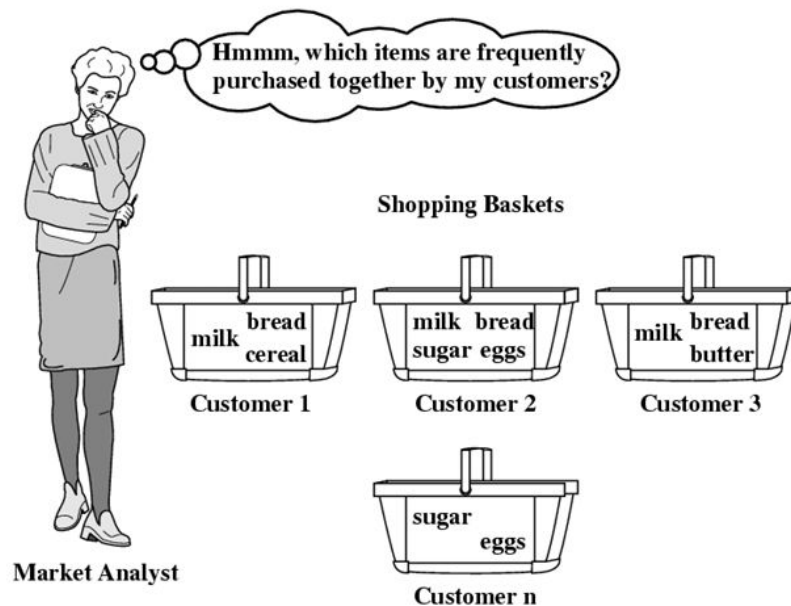 Hmmm, which items are frequently
purchased together by my customers?
Shopping Baskets
milk bread
cereal
Customer 1
milk bread
sugar eggs
Customer 2
milk bread
butter
Customer 3
sugar
eggs
Customer n
Market Analyst